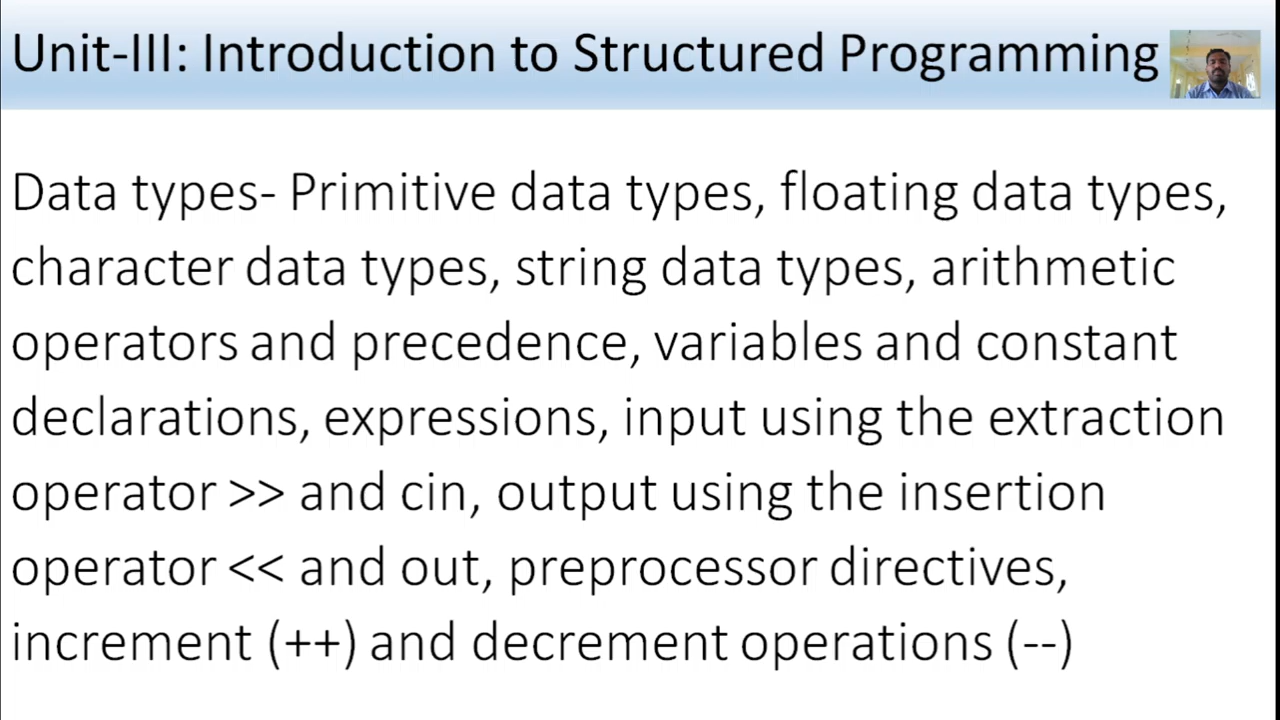 Unit-III: Introduction to Structured Programming
Data types- Primitive data types, floating data types,
character data types, string data types, arithmetic
operators and precedence, variables and constant
declarations, expressions, input using the extraction
operator >> and cin, output using the insertion
operator << and out, preprocessor directives,
increment (++) and decrement operations (--)